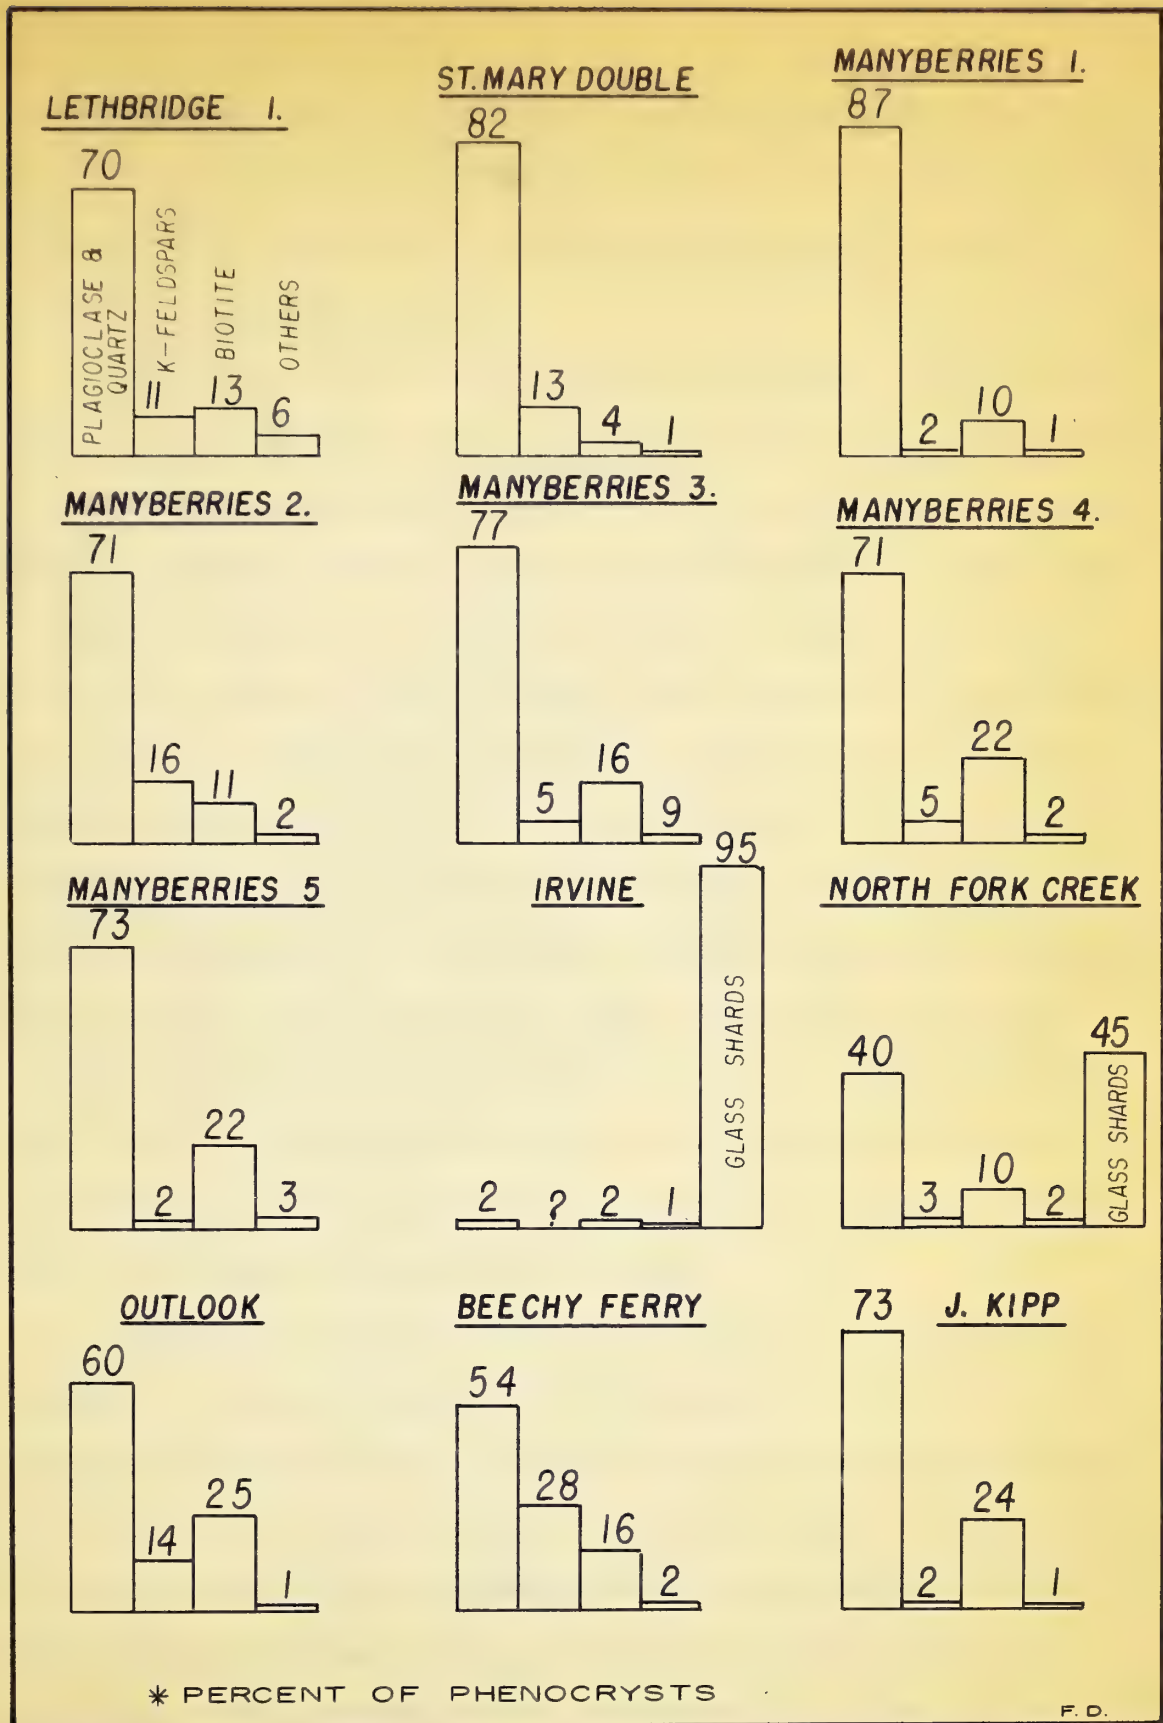 LETHBRIDGE 1.
70
PLAGIOCLASE &
QUARTZ
11
K-FELDSPARS
13
BIOTITE
6
OTHERS
ST. MARY DOUBLE
82
13
4
1
MANYBERRIES 1.
87
2
10
1
MANYBERRIES 2.
71
16
11
2
MANYBERRIES 3.
77
5
16
9
MANYBERRIES 4.
71
5
22
2
MANYBERRIES 5
73
2
22
3
IRVINE
2
?
2
1
95
GLASS SHARDS
NORTH FORK CREEK
40
3
10
2
45
GLASS SHARDS
OUTLOOK
60
14
25
1
BEECHY FERRY
54
28
16
2
J. KIPP
73
2
24
1
* PERCENT OF PHENOCRYSTS
F. D.